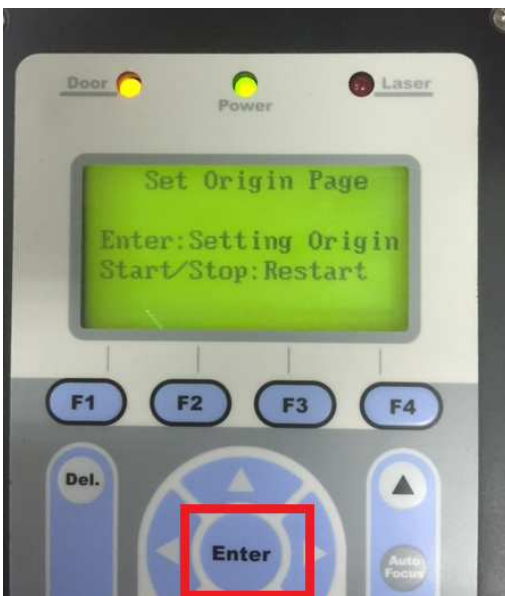 Door
Power
Laser
Set Origin Page
Enter:Setting Origin
Start/Stop:Restart
F1
F2
F3
F4
Del.
Enter
Auto
Focus